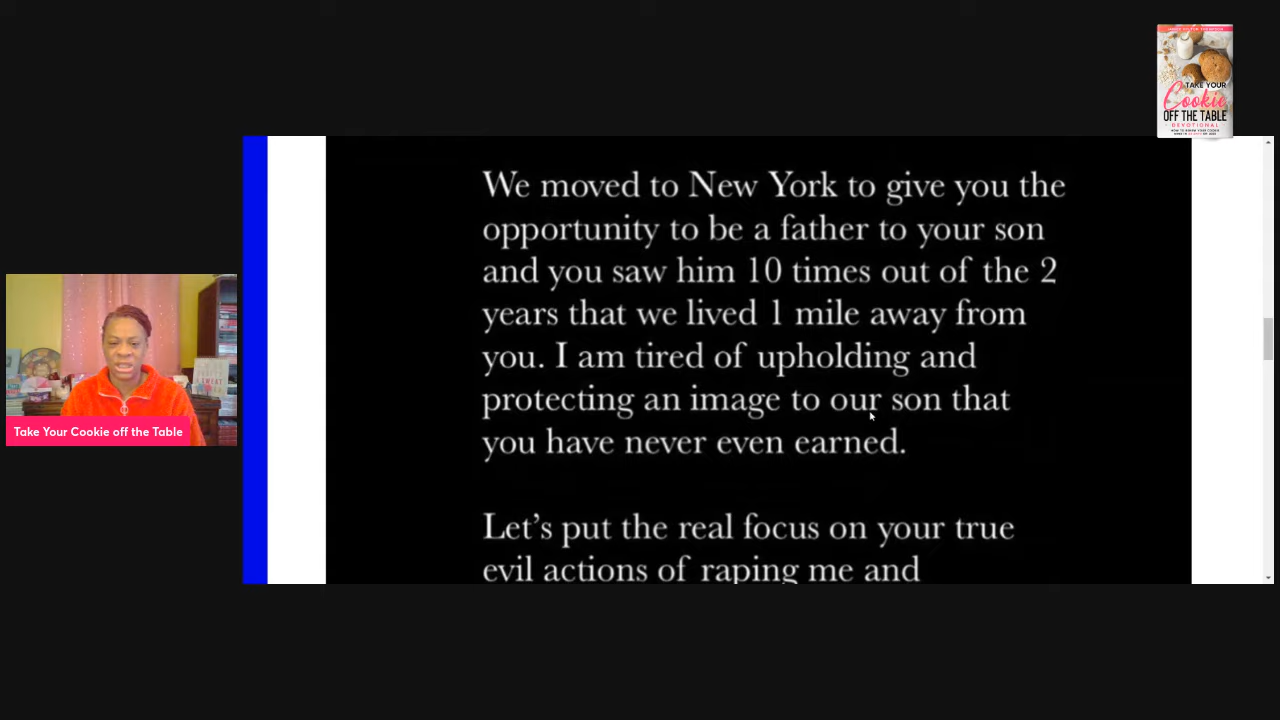 TAKE YOUR
Cookie
OFF THE TABLE
DEVOTIONAL
We moved to New York to give you the
opportunity to be a father to your son
and you saw him 10 times out of the 2
years that we lived 1 mile away from
you. I am tired of upholding and
protecting an image to our son that
you have never even earned.
Let's put the real focus on your true
evil actions of raping me and
Take Your Cookie off the Table